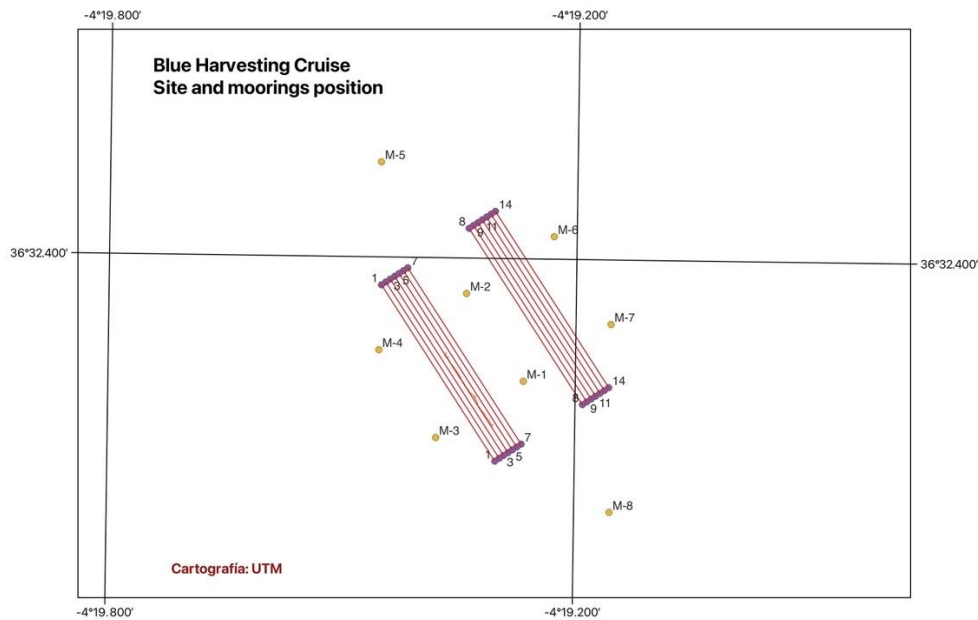 -4°19.800' -4°19.200'
Blue Harvesting Cruise
Site and moorings position
M-5
14
8
9 11
M-6
36°32.400'
7
36°32.400'
1
3 5
M-2
M-7
M-4
M-1
14
8
9 11
M-3
7
1
3 5
M-8
Cartografía: UTM
-4°19.800' -4°19.200'